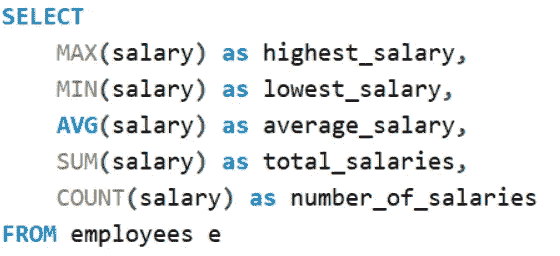 SELECT
MAX(salary) as highest_salary,
MIN(salary) as lowest_salary,
AVG(salary) as average_salary,
SUM(salary) as total_salaries,
COUNT(salary) as number_of_salaries
FROM employees e